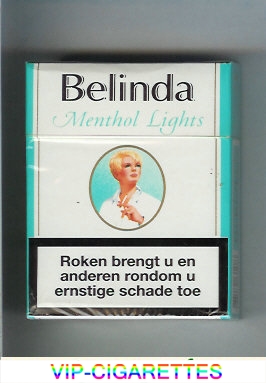 Belinda
Menthol Lights
Roken brengt u en
anderen rondom u
ernstige schade toe
VIP-CIGARETTES